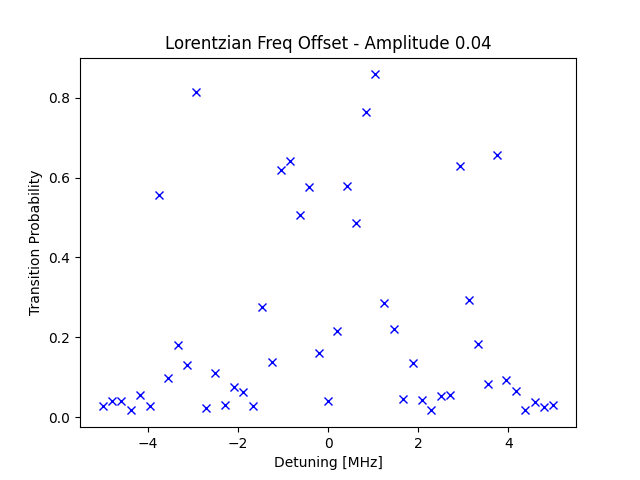 Lorentzian Freq Offset - Amplitude 0.04
Transition Probability
0.8
0.6
0.4
0.2
0.0
−4 −2 0 2 4
Detuning [MHz]